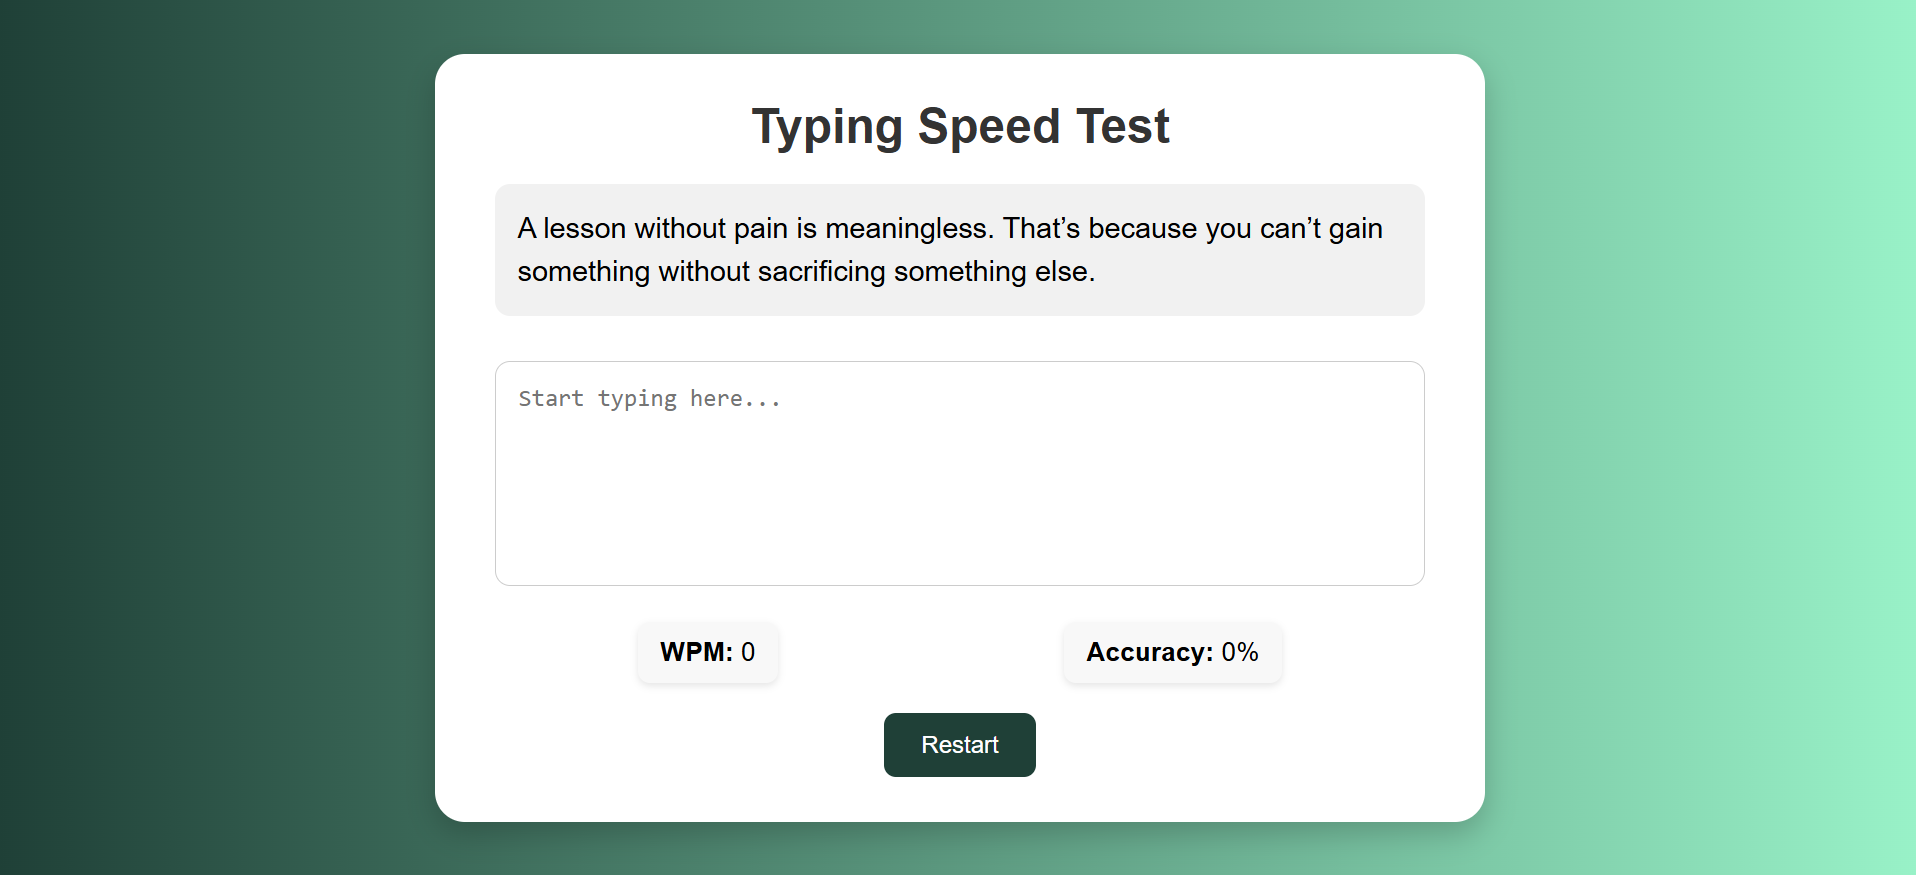 Typing Speed Test
A lesson without pain is meaningless. That’s because you can’t gain
something without sacrificing something else.
Start typing here...
WPM: 0
Accuracy: 0%
Restart